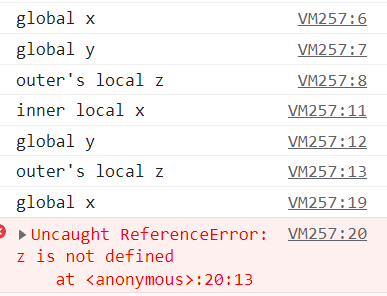 global x VM257:6
global y VM257:7
outer's local z VM257:8
inner local x VM257:11
global y VM257:12
outer's local z VM257:13
global x VM257:19
Uncaught ReferenceError: VM257:20
z is not defined
at <anonymous>:20:13